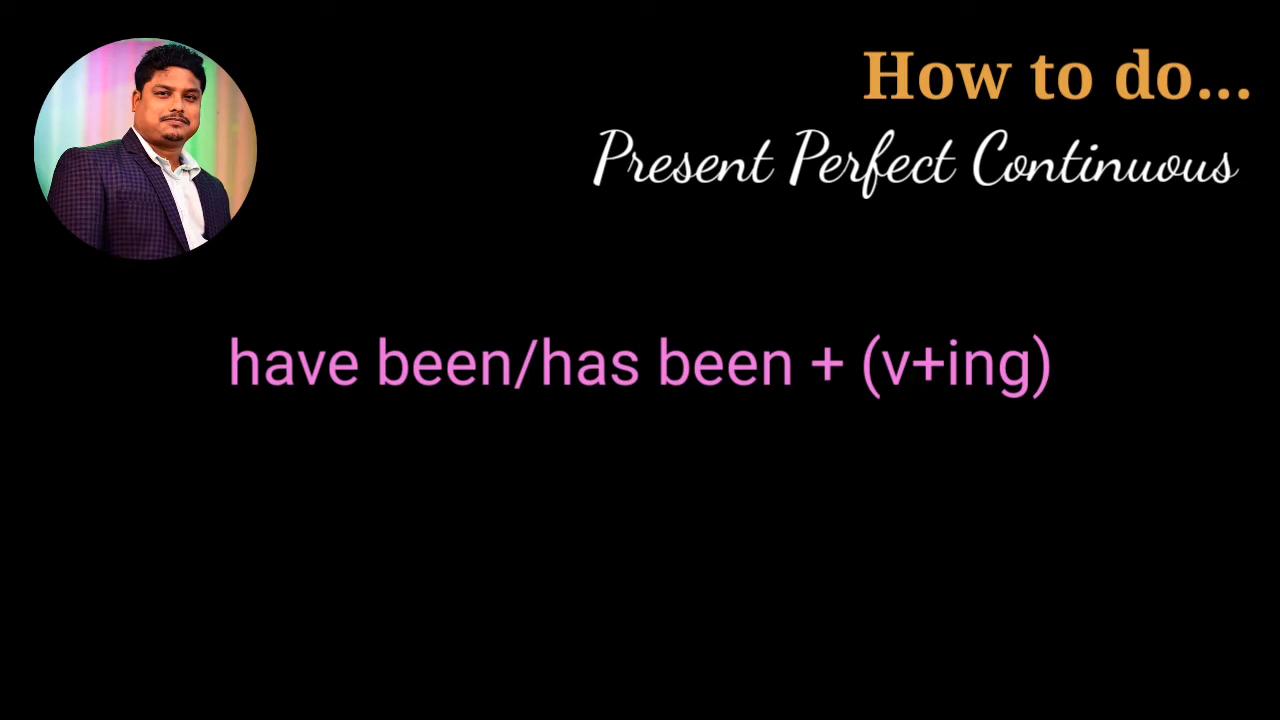 How to do...
Present Perfect Continuous
have been/has been + (v+ing)